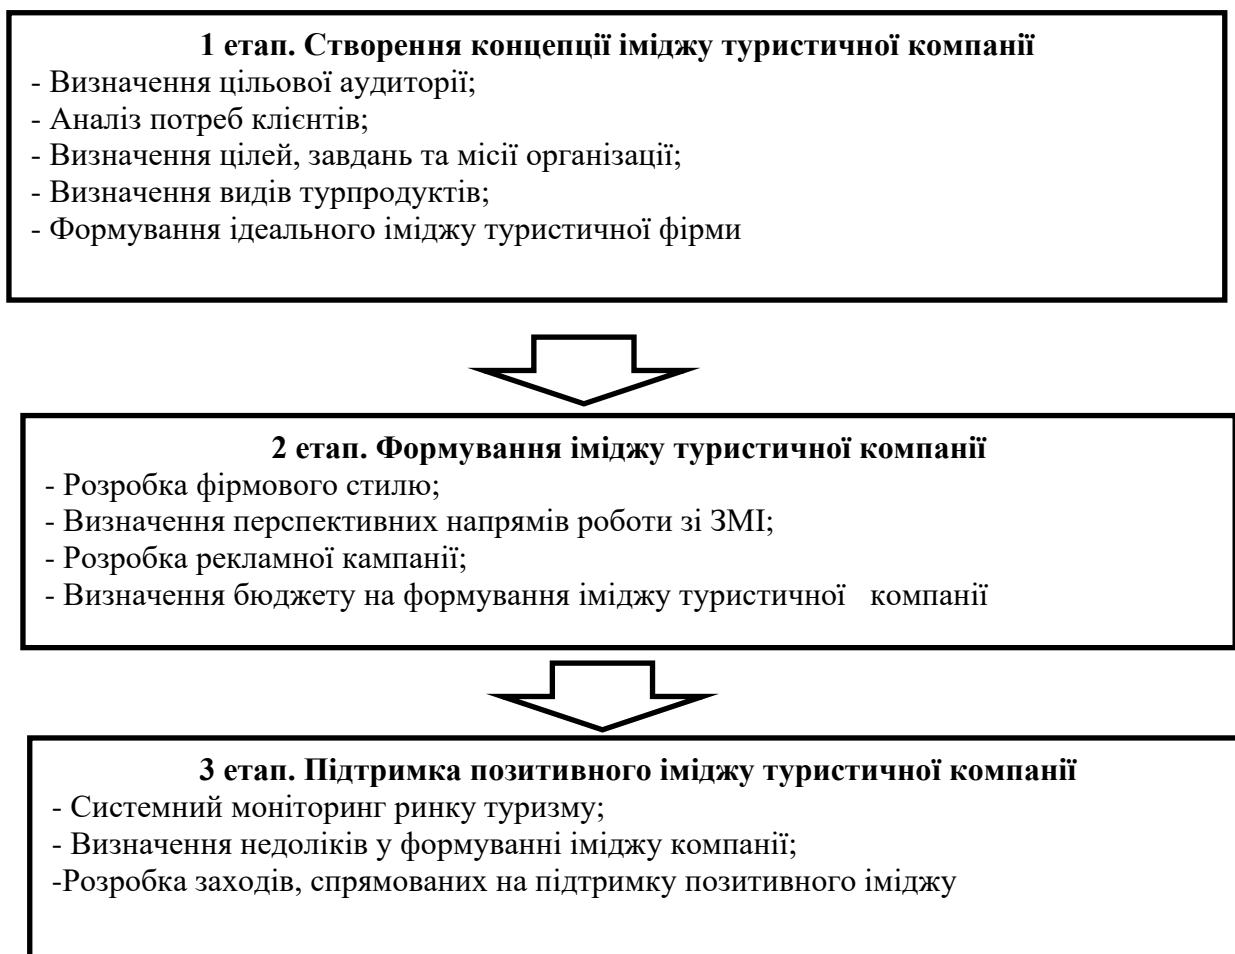 1 етап. Створення концепції іміджу туристичної компанії
- Визначення цільової аудиторії;
- Аналіз потреб клієнтів;
- Визначення цілей, завдань та місії організації;
- Визначення видів турпродуктів;
- Формування ідеального іміджу туристичної фірми
2 етап. Формування іміджу туристичної компанії
- Розробка фірмового стилю;
- Визначення перспективних напрямів роботи зі ЗМІ;
- Розробка рекламної кампанії;
- Визначення бюджету на формування іміджу туристичної компанії
3 етап. Підтримка позитивного іміджу туристичної компанії
- Системний моніторинг ринку туризму;
- Визначення недоліків у формуванні іміджу компанії;
-Розробка заходів, спрямованих на підтримку позитивного іміджу